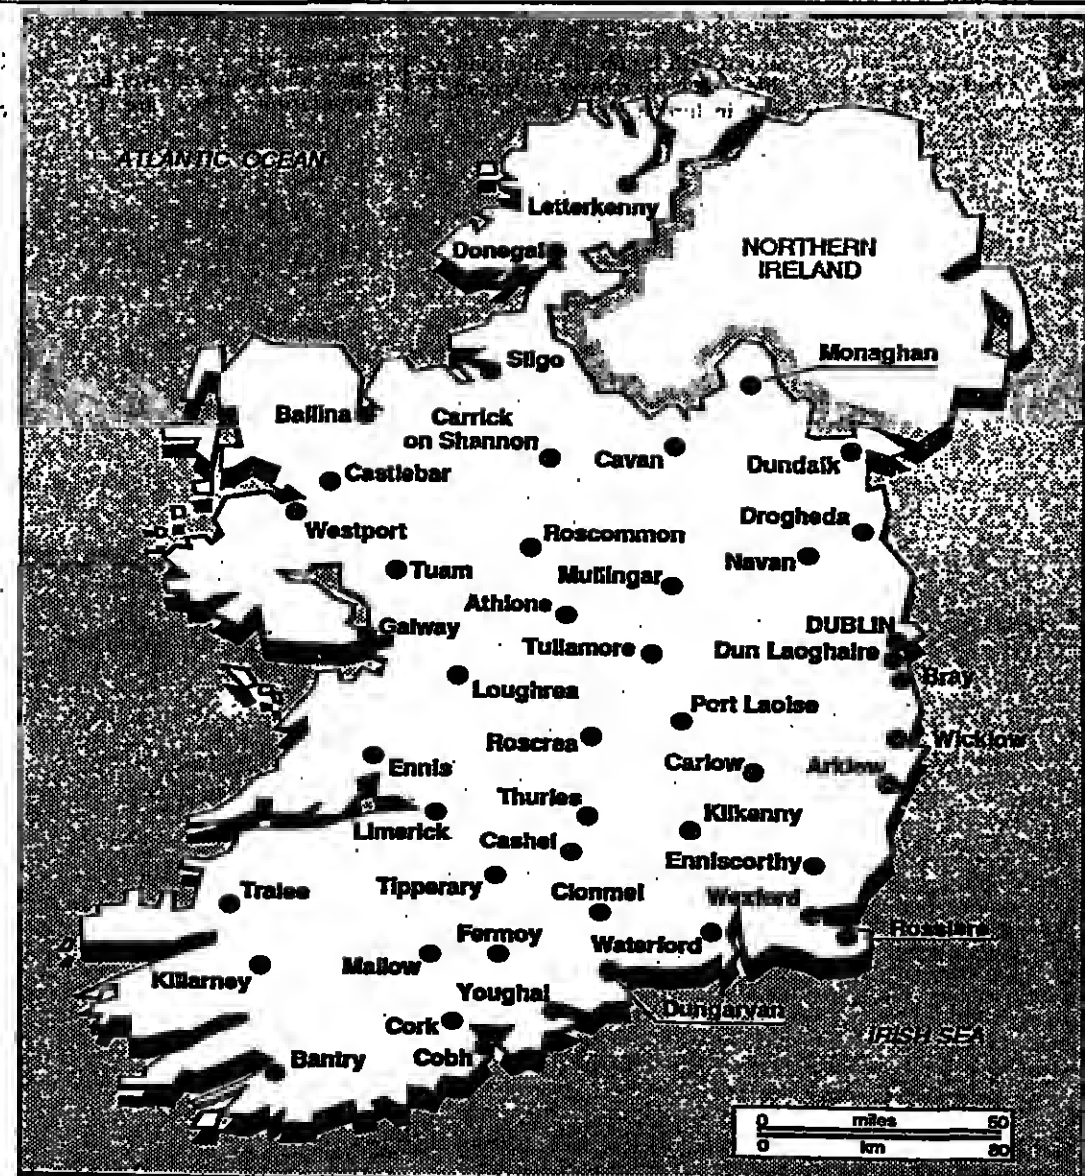 ATLANTIC OCEAN
Letterkenny
Donegal
NORTHERN
IRELAND
Sligo
Monaghan
Ballina
Carrick
on Shannon
Cavan
Dundalk
Castlebar
Westport
Drogheda
Roscommon
Navan
Tuam
Mullingar
Athlone
Galway
DUBLIN
Tullamore
Dun Laoghaire
Bray
Loughrea
Port Laoise
Roscrea
Wicklow
Ennis
Carlow
Arklow
Thurles
Limerick
Kilkenny
Cashel
Enniscorthy
Tipperary
Tralee
Clonmel
Wexford
Fermoy
Waterford
Rosslare
Mallow
Killarney
Youghal
Dungarvan
Cork
IRISH SEA
Bantry
Cobh
0 miles 50
0 km 80